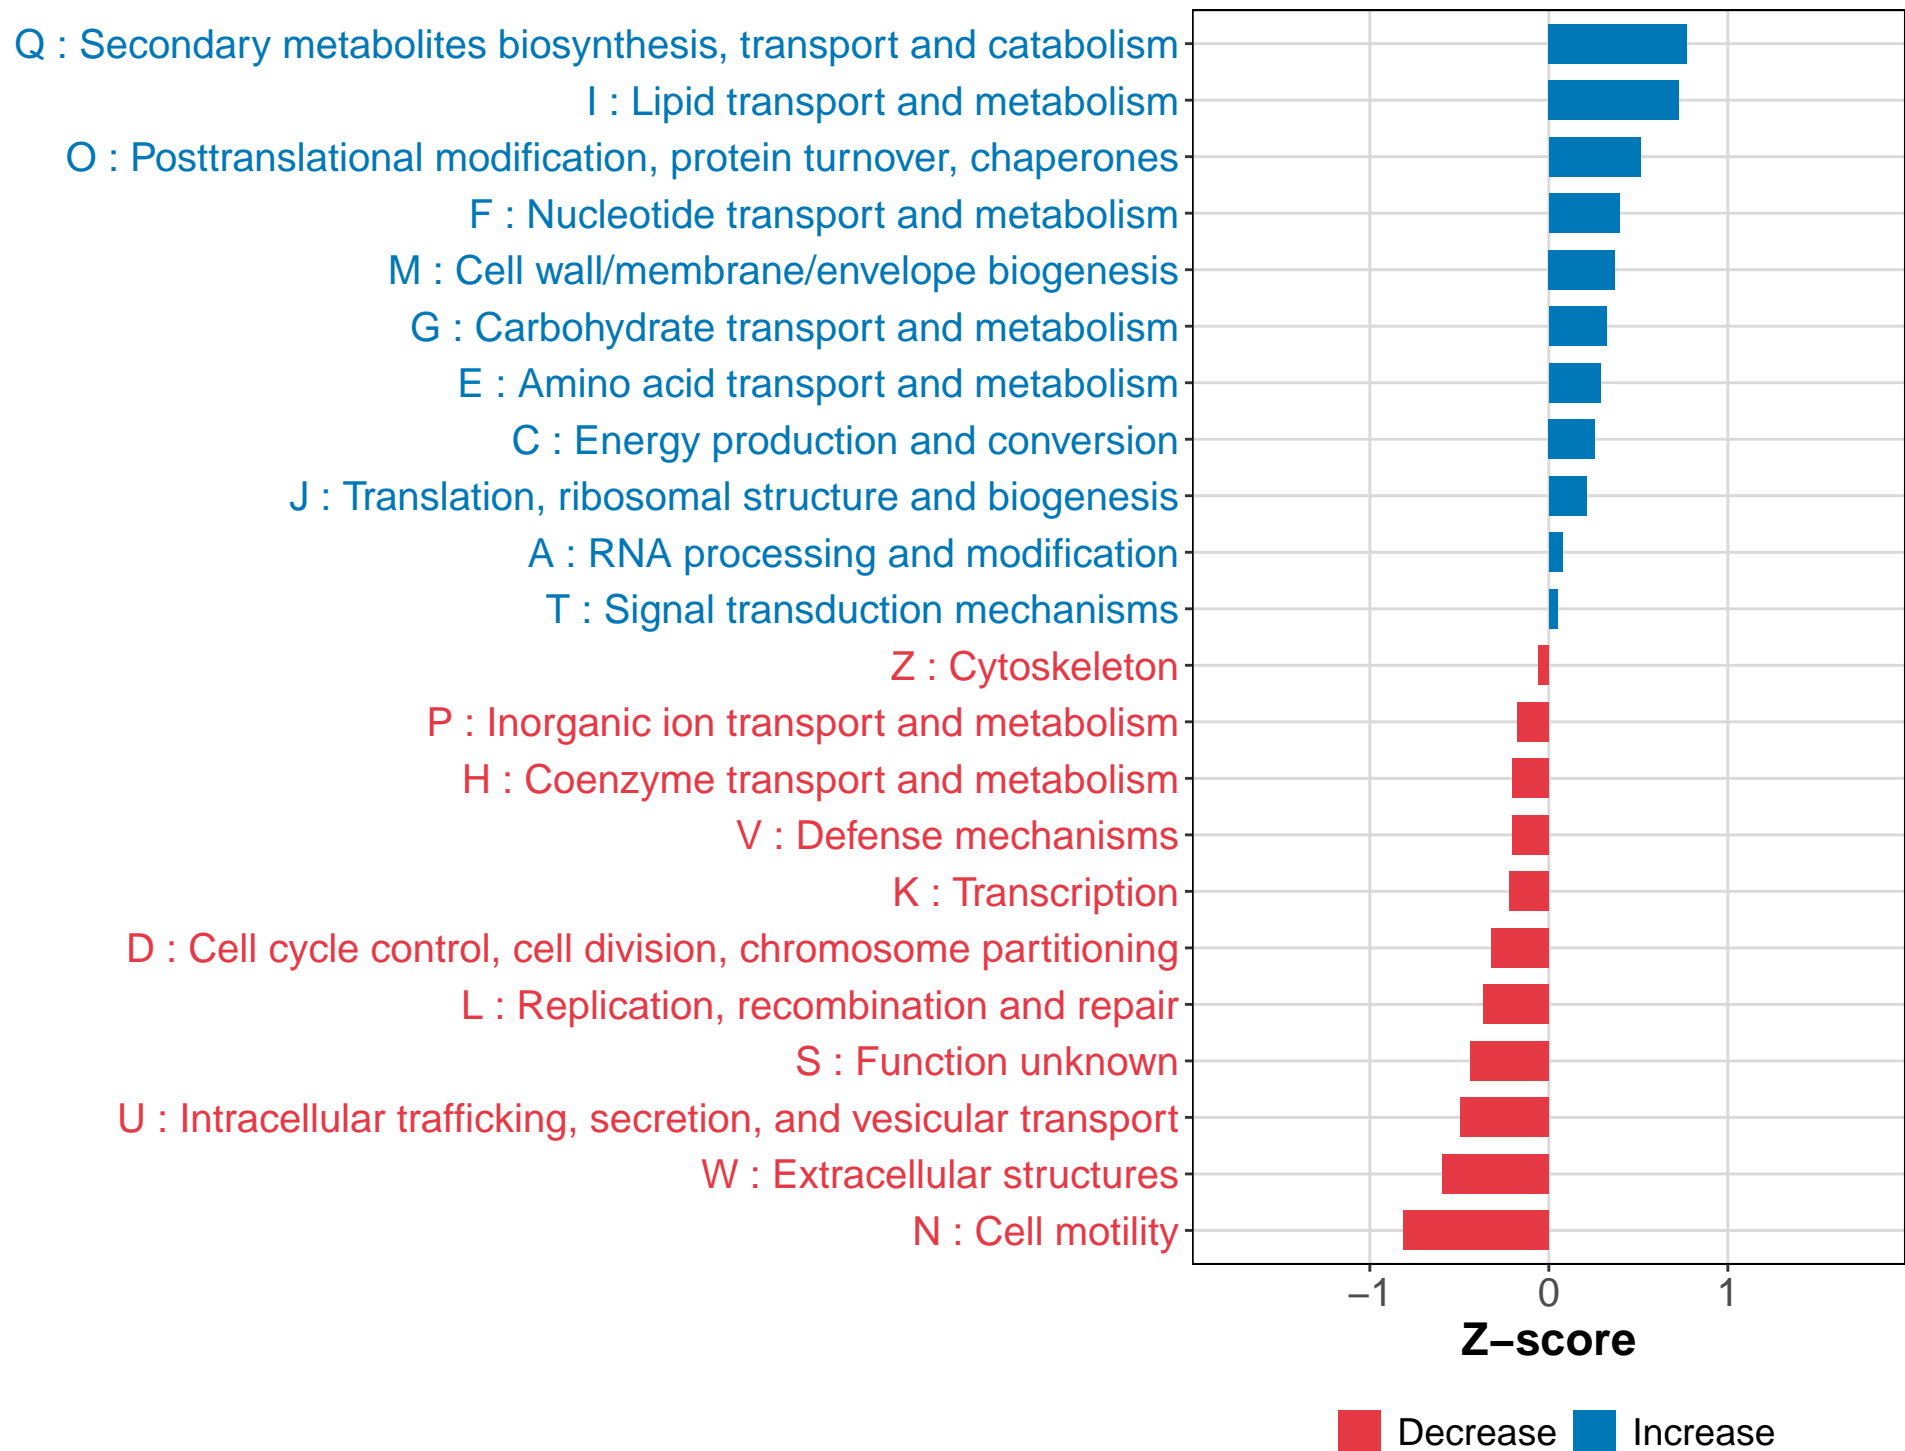 Q : Secondary metabolites biosynthesis, transport and catabolism
I : Lipid transport and metabolism
O : Posttranslational modification, protein turnover, chaperones
F : Nucleotide transport and metabolism
M : Cell wall/membrane/envelope biogenesis
G : Carbohydrate transport and metabolism
E : Amino acid transport and metabolism
C : Energy production and conversion
J : Translation, ribosomal structure and biogenesis
A : RNA processing and modification
T : Signal transduction mechanisms
Z : Cytoskeleton
P : Inorganic ion transport and metabolism
H : Coenzyme transport and metabolism
V : Defense mechanisms
K : Transcription
D : Cell cycle control, cell division, chromosome partitioning
L : Replication, recombination and repair
S : Function unknown
U : Intracellular trafficking, secretion, and vesicular transport
W : Extracellular structures
N : Cell motility
−1 0 1
Z−score
Decrease Increase